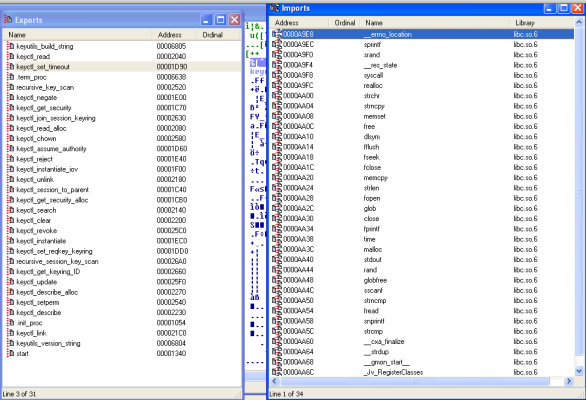 Exports
Name Address Ordinal
keyutils_build_string 00006805
keyctl_read 00002040
keyctl_set_timeout 00001D90
.term_proc 00006638
recursive_key_scan 00002520
keyctl_negate 00001E00
keyctl_get_security 00001C70
keyctl_join_session_keyring 00002630
keyctl_read_alloc 00002080
keyctl_chown 00002580
keyctl_assume_authority 00001D60
keyctl_reject 00001E40
keyctl_instantiate_iov 00001F00
keyctl_unlink 00002180
keyctl_session_to_parent 00001C40
keyctl_get_security_alloc 00001CB0
keyctl_search 00002140
keyctl_clear 00002200
keyctl_revoke 000025C0
keyctl_instantiate 00001EC0
keyctl_set_reqkey_keyring 00001DD0
recursive_session_key_scan 000026A0
keyctl_get_keyring_ID 00002660
keyctl_update 000025F0
keyctl_describe_alloc 00002270
keyctl_setperm 00002540
keyctl_describe 00002230
.init_proc 00001054
keyctl_link 000021C0
keyutils_version_string 00006804
start 00001340
Line 3 of 31
Imports
Address Ordinal Name Library
0000A9E8 __errno_location libc.so.6
0000A9EC sprintf libc.so.6
0000A9F0 srand libc.so.6
0000A9F4 __res_state libc.so.6
0000A9F8 syscall libc.so.6
0000A9FC realloc libc.so.6
0000AA00 strchr libc.so.6
0000AA04 strncpy libc.so.6
0000AA08 memset libc.so.6
0000AA0C free libc.so.6
0000AA10 dlsym libc.so.6
0000AA14 fflush libc.so.6
0000AA18 fseek libc.so.6
0000AA1C fclose libc.so.6
0000AA20 memcpy libc.so.6
0000AA24 strlen libc.so.6
0000AA28 fopen libc.so.6
0000AA2C glob libc.so.6
0000AA30 close libc.so.6
0000AA34 fprintf libc.so.6
0000AA38 time libc.so.6
0000AA3C malloc libc.so.6
0000AA40 stdout libc.so.6
0000AA44 rand libc.so.6
0000AA48 globfree libc.so.6
0000AA4C sscanf libc.so.6
0000AA50 strncmp libc.so.6
0000AA54 fread libc.so.6
0000AA58 snprintf libc.so.6
0000AA5C strcmp libc.so.6
0000AA60 __cxa_finalize libc.so.6
0000AA64 __strdup libc.so.6
0000AA68 __gmon_start__ libc.so.6
0000AA6C _Jv_RegisterClasses libc.so.6
Line 1 of 34